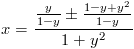 x = \frac{\frac{y}{1-y} \pm \frac{1-y+y^2}{1-y}}{1+y^2}